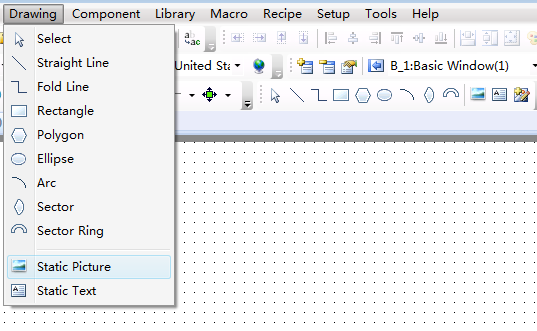 Drawing Component Library Macro Recipe Setup Tools Help
Select
Straight Line
United Sta
B_1:Basic Window(1)
Fold Line
Rectangle
Polygon
Ellipse
Arc
Sector
Sector Ring
Static Picture
Static Text